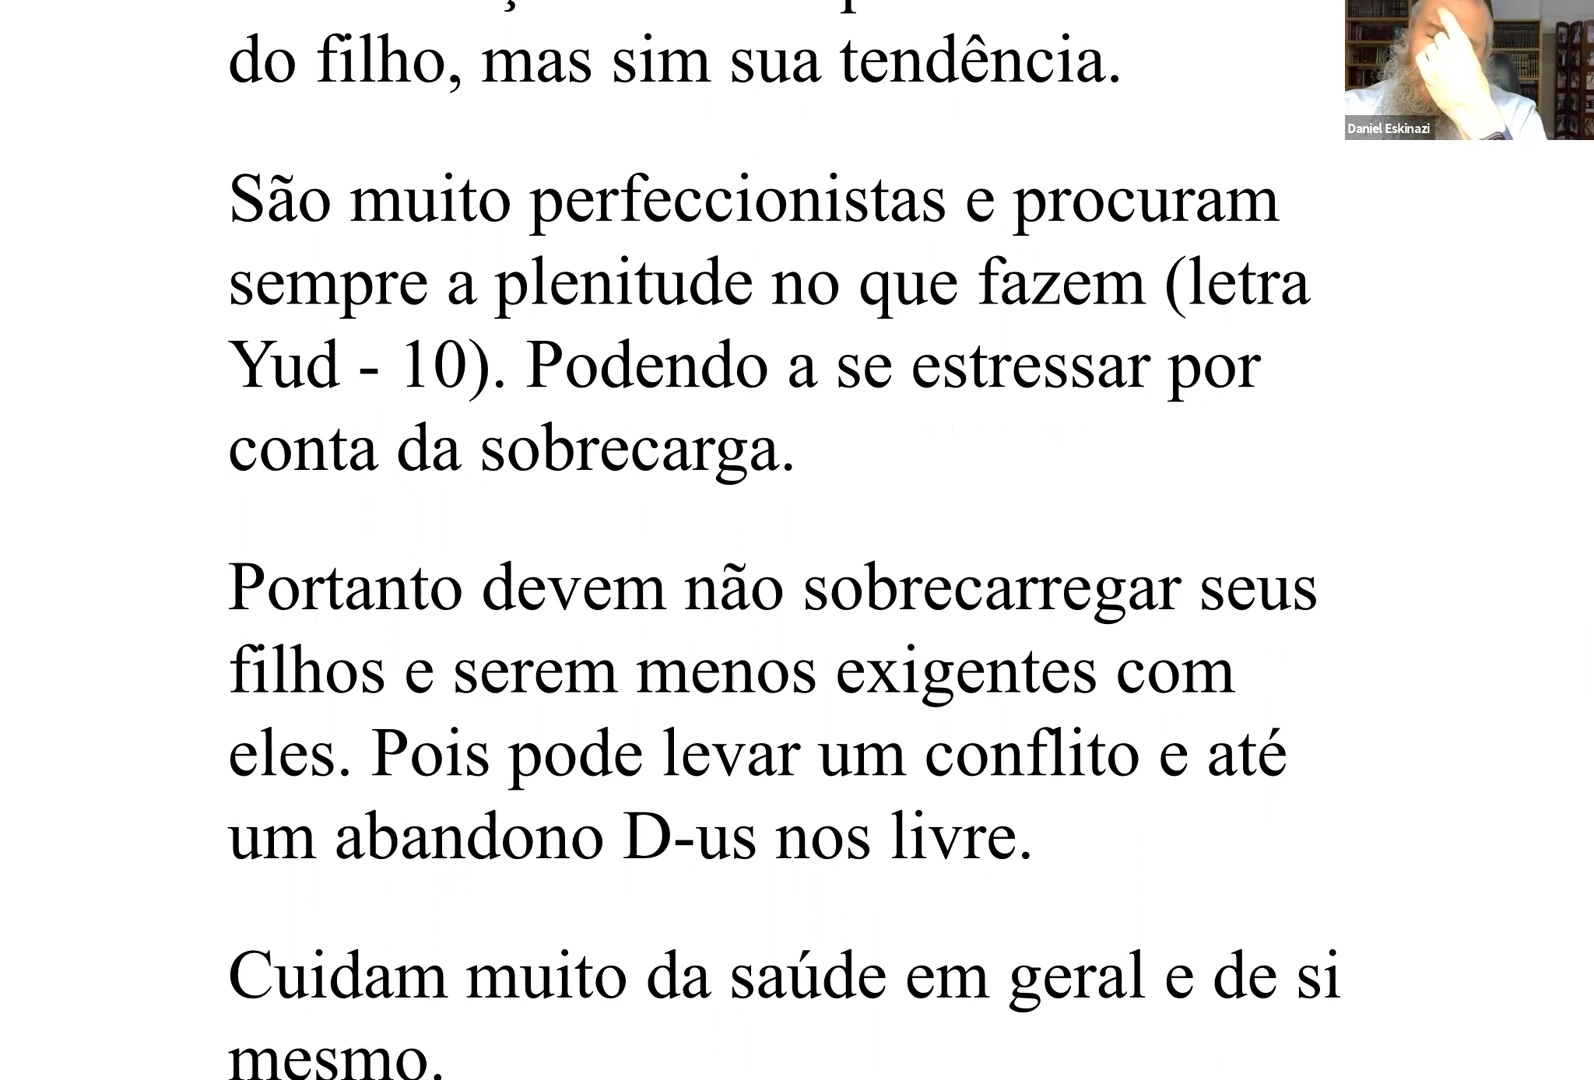 do filho, mas sim sua tendência.
Daniel Eskinazi
São muito perfeccionistas e procuram
sempre a plenitude no que fazem (letra
Yud - 10). Podendo a se estressar por
conta da sobrecarga.
Portanto devem não sobrecarregar seus
filhos e serem menos exigentes com
eles. Pois pode levar um conflito e até
um abandono D-us nos livre.
Cuidam muito da saúde em geral e de si
mesmo.